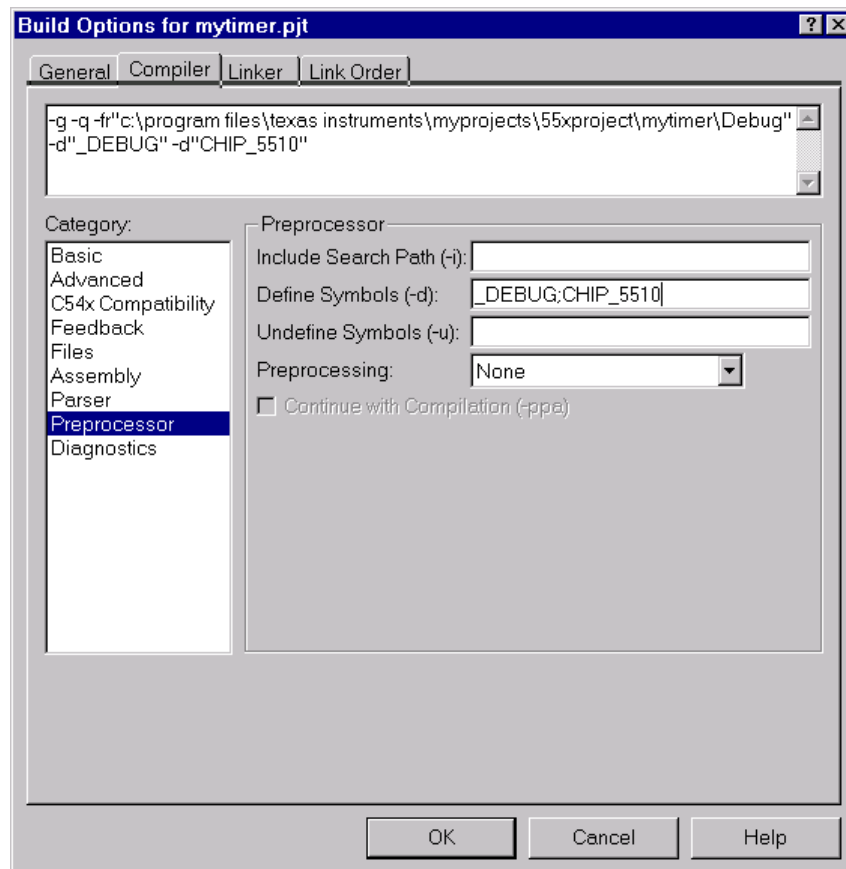 Build Options for mytimer.pjt
General Compiler Linker Link Order
-g -q -fr"c:\program files\texas instruments\myprojects\55xproject\mytimer\Debug"
-d"_DEBUG" -d"CHIP_5510"
Category:
Basic
Advanced
C54x Compatibility
Feedback
Files
Assembly
Parser
Preprocessor
Diagnostics
Preprocessor
Include Search Path (-i):
Define Symbols (-d): _DEBUG;CHIP_5510
Undefine Symbols (-u):
Preprocessing: None
Continue with Compilation (-ppa)
OK Cancel Help